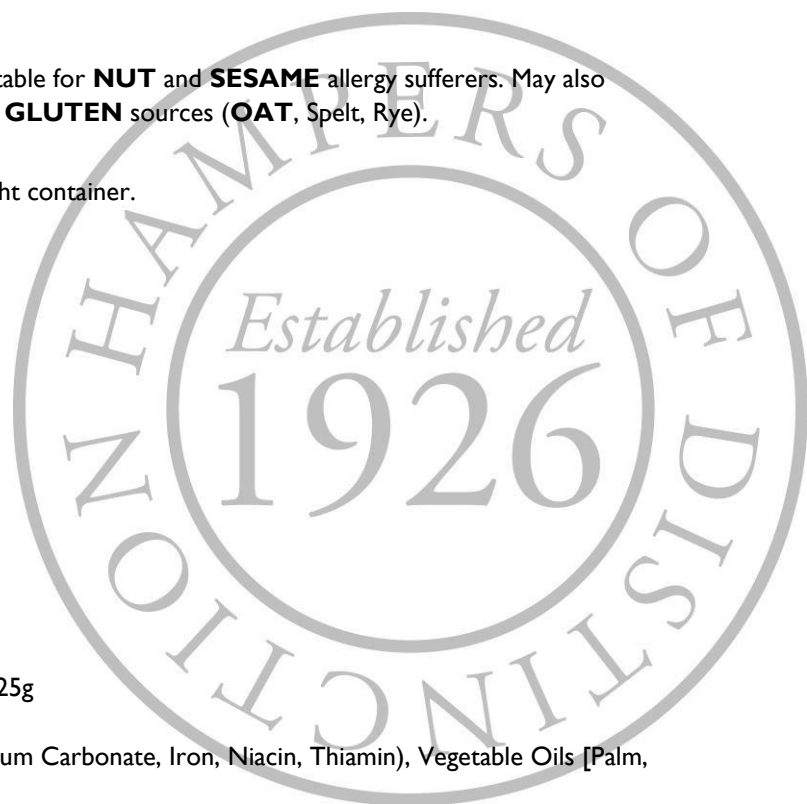 table for NUT and SESAME allergy sufferers. May also
GLUTEN sources (OAT, Spelt, Rye).
ht container.
HAMPERS OF DISTINCTION
Established
1926
25g
um Carbonate, Iron, Niacin, Thiamin), Vegetable Oils [Palm,